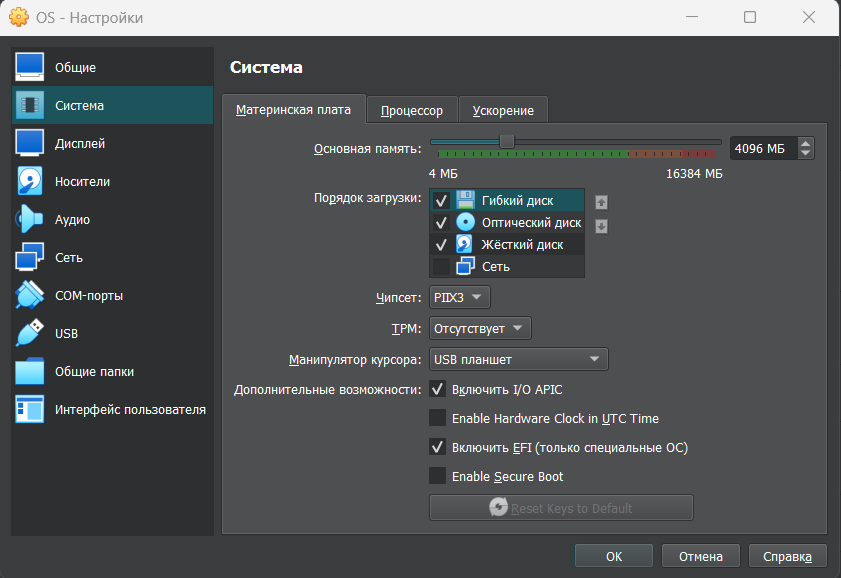 OS - Настройки
Общие
Система
Дисплей
Носители
Аудио
Сеть
COM-порты
USB
Общие папки
Интерфейс пользователя
Система
Материнская плата
Процессор
Ускорение
Основная память:
4096 МБ
4 МБ
16384 МБ
Порядок загрузки:
Гибкий диск
Оптический диск
Жёсткий диск
Сеть
Чипсет:
PIIX3
TPM:
Отсутствует
Манипулятор курсора:
USB планшет
Дополнительные возможности:
Включить I/O APIC
Enable Hardware Clock in UTC Time
Включить EFI (только специальные ОС)
Enable Secure Boot
Reset Keys to Default
ОК
Отмена
Справка